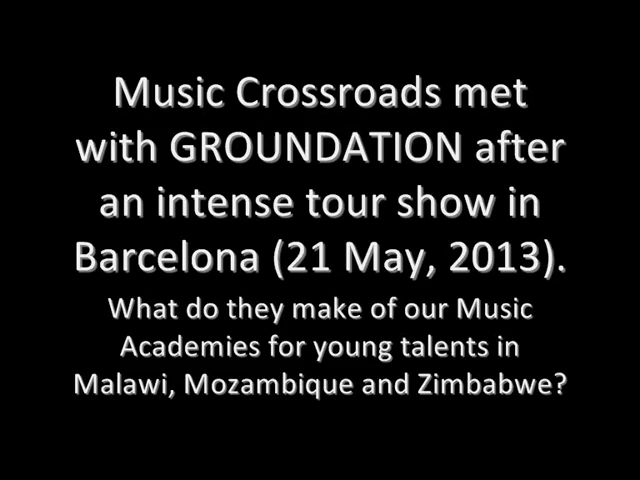 Music Crossroads met
with GROUNDATION after
an intense tour show in
Barcelona (21 May, 2013).
What do they make of our Music
Academies for young talents in
Malawi, Mozambique and Zimbabwe?